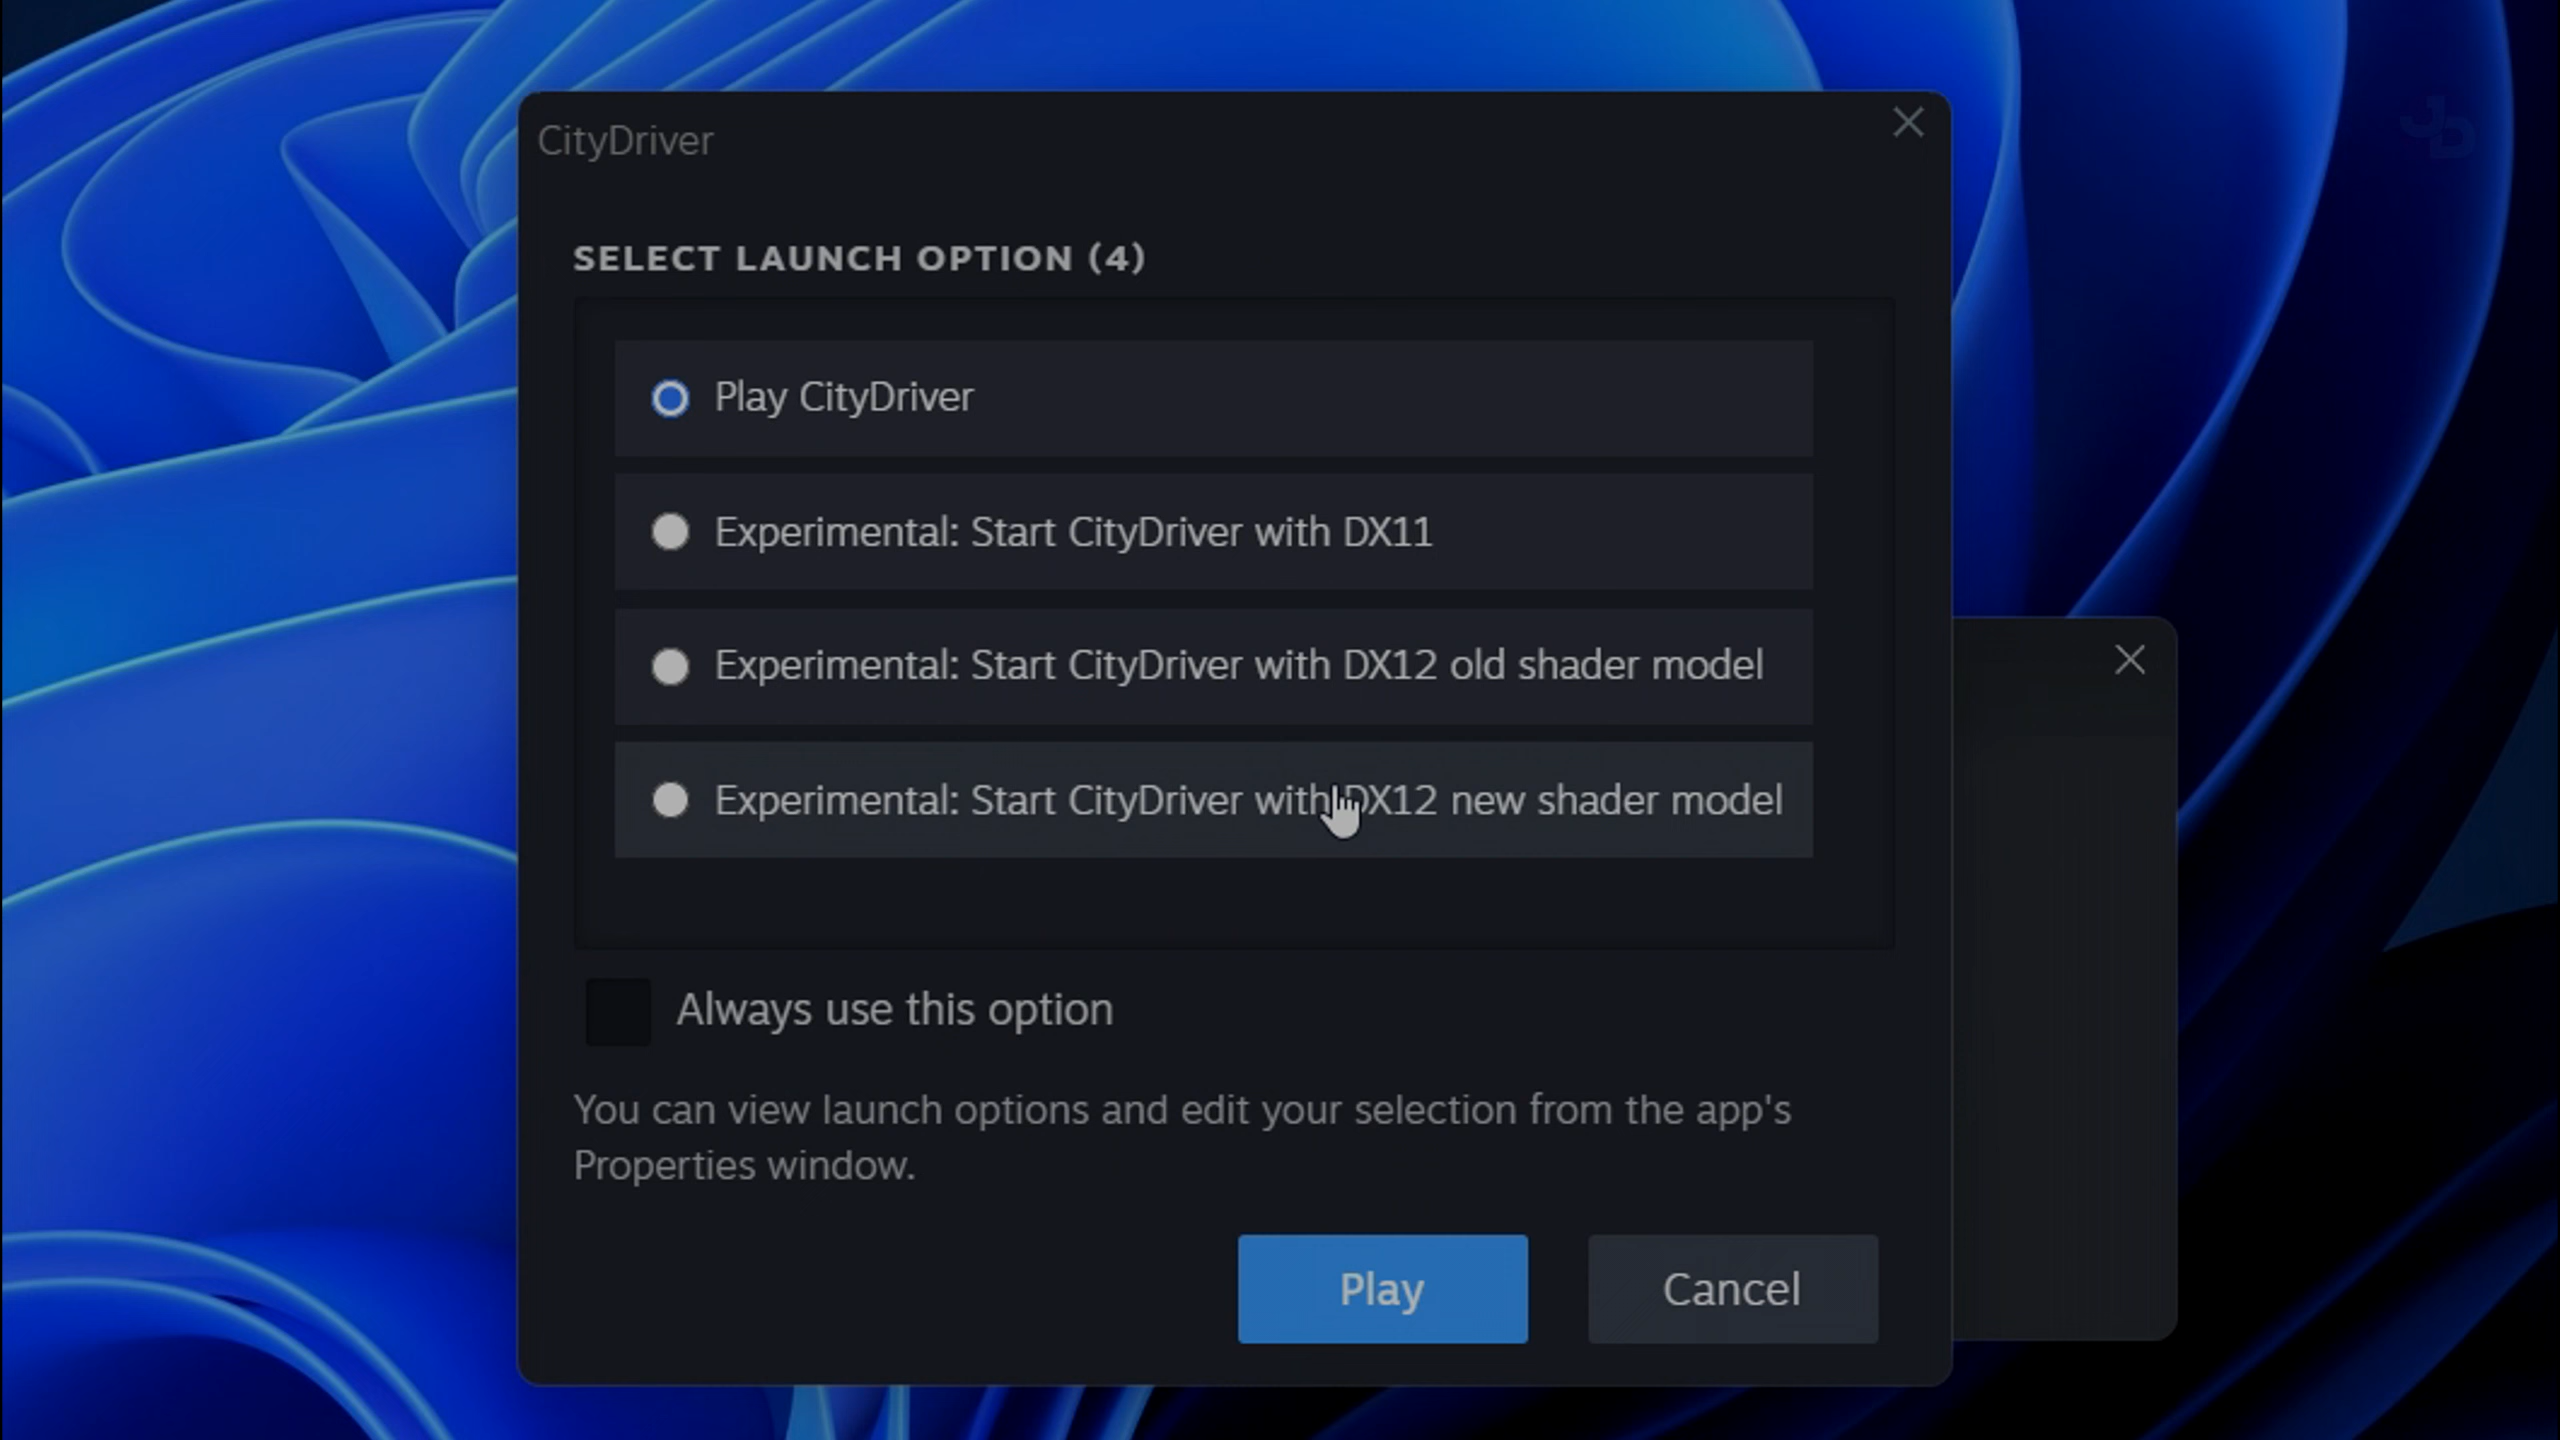 CityDriver
SELECT LAUNCH OPTION (4)
Play CityDriver
Experimental: Start CityDriver with DX11
Experimental: Start CityDriver with DX12 old shader model
Experimental: Start CityDriver with DX12 new shader model
Always use this option
You can view launch options and edit your selection from the app's
Properties window.
Play
Cancel